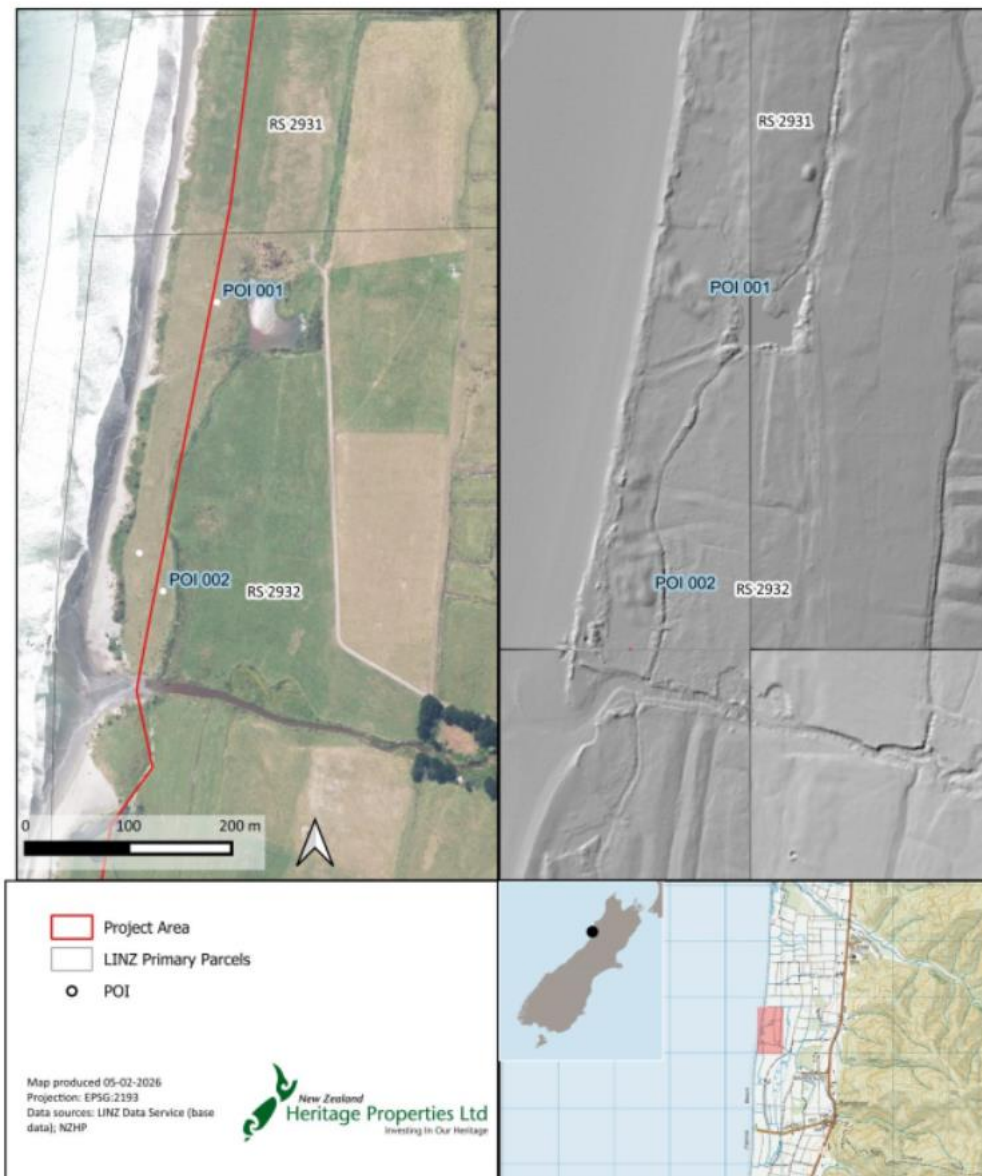 RS 2931
POI 001
POI 002
RS 2932
0
100
200 m
RS 2931
POI 001
POI 002
RS 2932
Project Area
LINZ Primary Parcels
POI
Map produced 05-02-2026
Projection: EPSG:2193
Data sources: LINZ Data Service (base
data); NZHP
New Zealand
Heritage Properties Ltd
Investing In Our Heritage